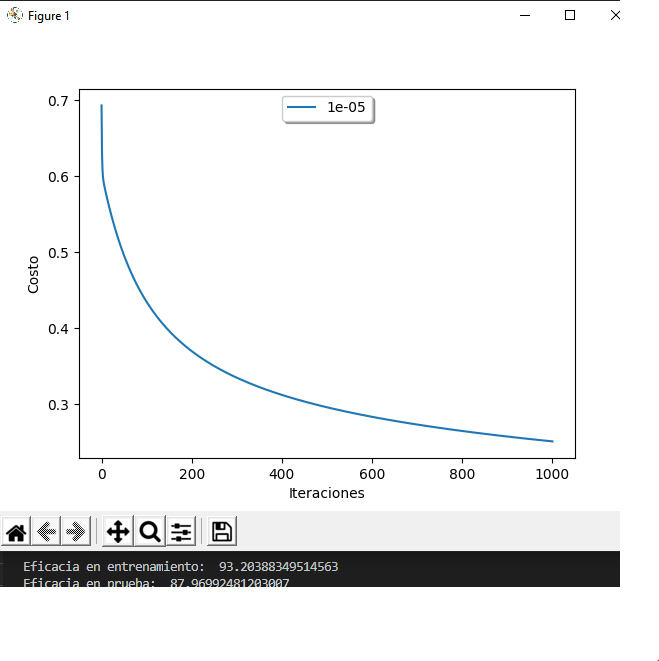 Figure 1
1e-05
0.7
0.6
0.5
0.4
0.3
Costo
0 200 400 600 800 1000
Iteraciones
Eficacia en entrenamiento:  93.20388349514563
Eficacia en prueba:  87.96992481203007